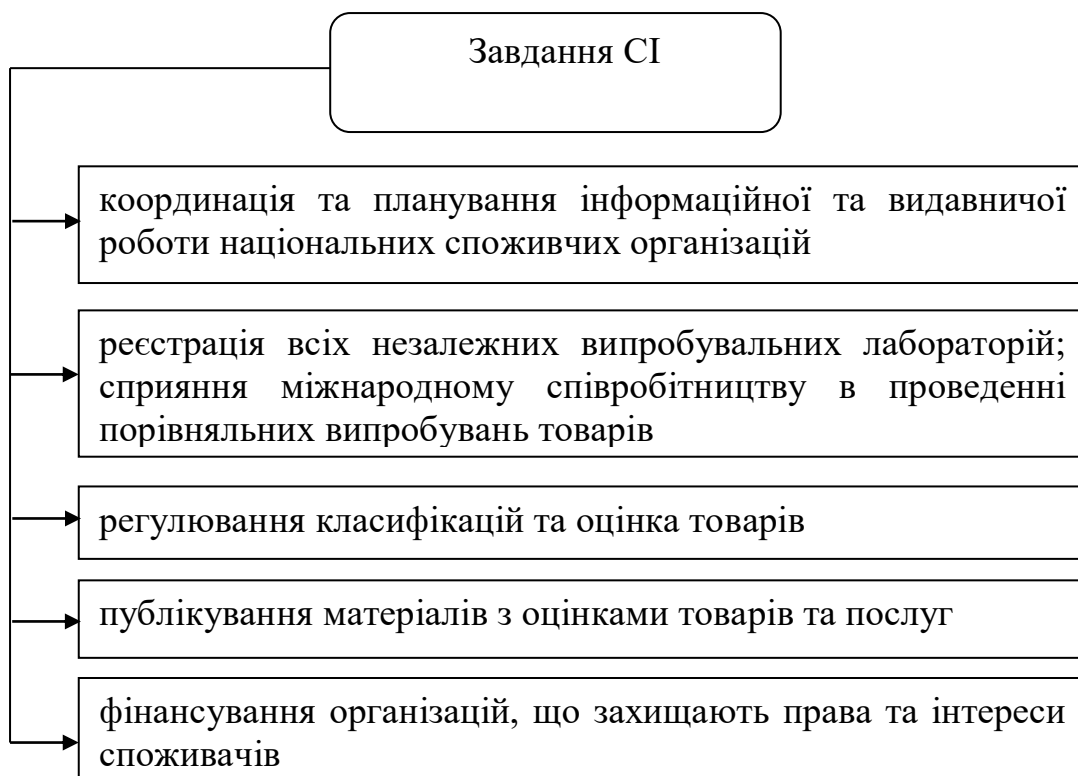 Завдання СІ
координація та планування інформаційної та видавничої
роботи національних споживчих організацій
реєстрація всіх незалежних випробувальних лабораторій;
сприяння міжнародному співробітництву в проведенні
порівняльних випробувань товарів
регулювання класифікацій та оцінка товарів
публікування матеріалів з оцінками товарів та послуг
фінансування організацій, що захищають права та інтереси
споживачів